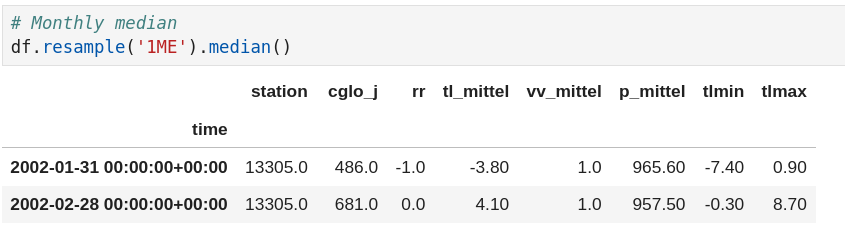 # Monthly median
df.resample('1ME').median()
station cglo_j rr tl_mittel vv_mittel p_mittel tlmin tlmax
time
2002-01-31 00:00:00+00:00 13305.0 486.0 -1.0 -3.80 1.0 965.60 -7.40 0.90
2002-02-28 00:00:00+00:00 13305.0 681.0 0.0 4.10 1.0 957.50 -0.30 8.70